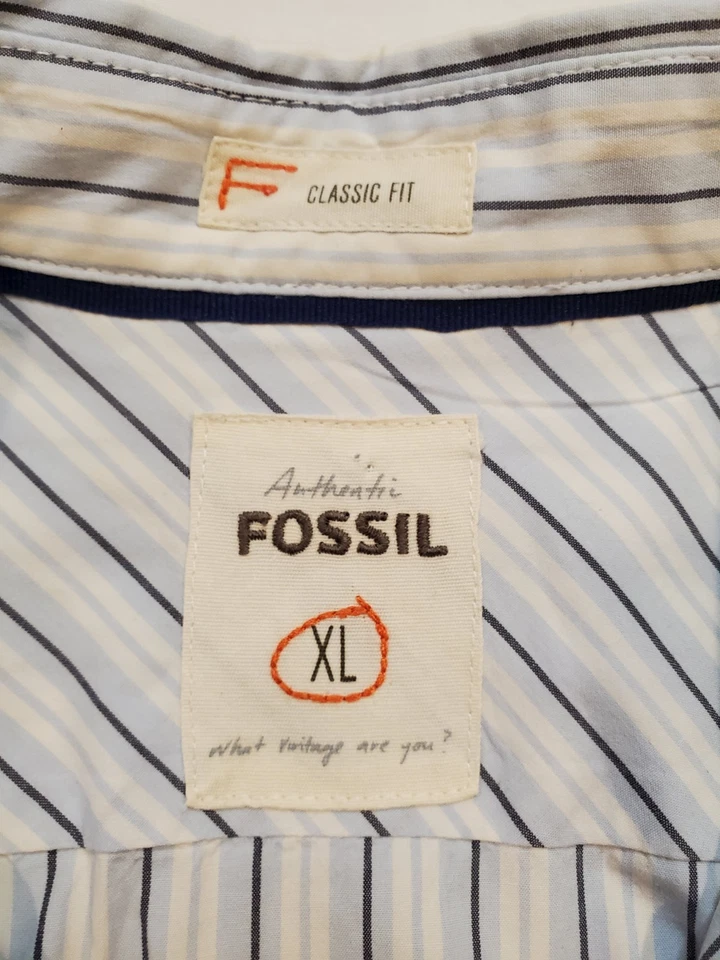 F CLASSIC FIT
Authentic
FOSSIL
XL
what vintage are you?